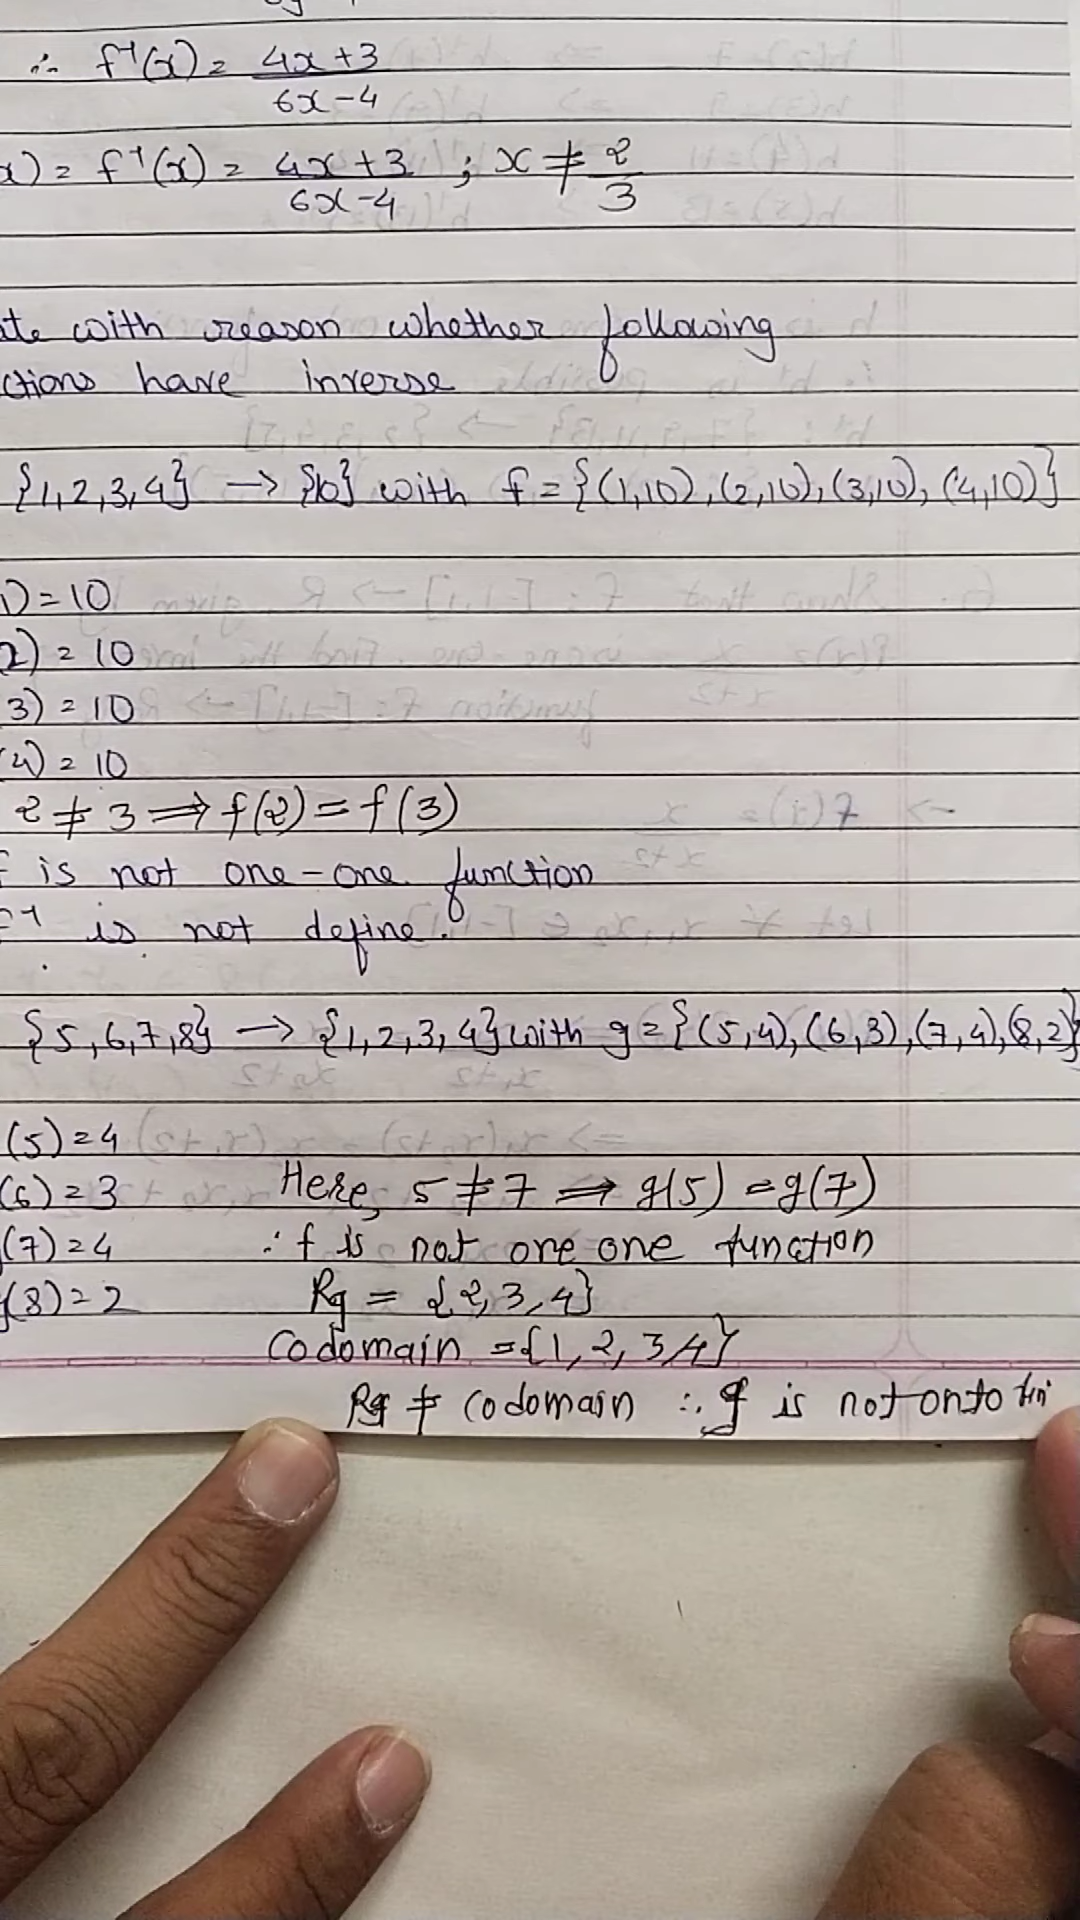 ∴ f⁻¹(x) = 4x+3 / 6x-4
x) = f⁻¹(x) = 4x+3 / 6x-4 ; x ≠ 2/3
ate with reason whether following
ctions have inverse
{1,2,3,4} → {10} with f = {(1,10),(2,10),(3,10),(4,10)}
1) = 10
2) = 10
3) = 10
(4) = 10
2 ≠ 3 ⟹ f(2) = f(3)
f is not one-one function
f⁻¹ is not define.
{5,6,7,8} → {1,2,3,4} with g = {(5,4),(6,3),(7,4),(8,2)}
(5) = 4
(6) = 3 Here, 5 ≠ 7 ⟹ g(5) = g(7)
(7) = 4 ∴ f is not one one function
g(8) = 2 Rg = {2,3,4}
Codomain = {1,2,3,4}
Rg ≠ codomain ∴ g is not onto fn